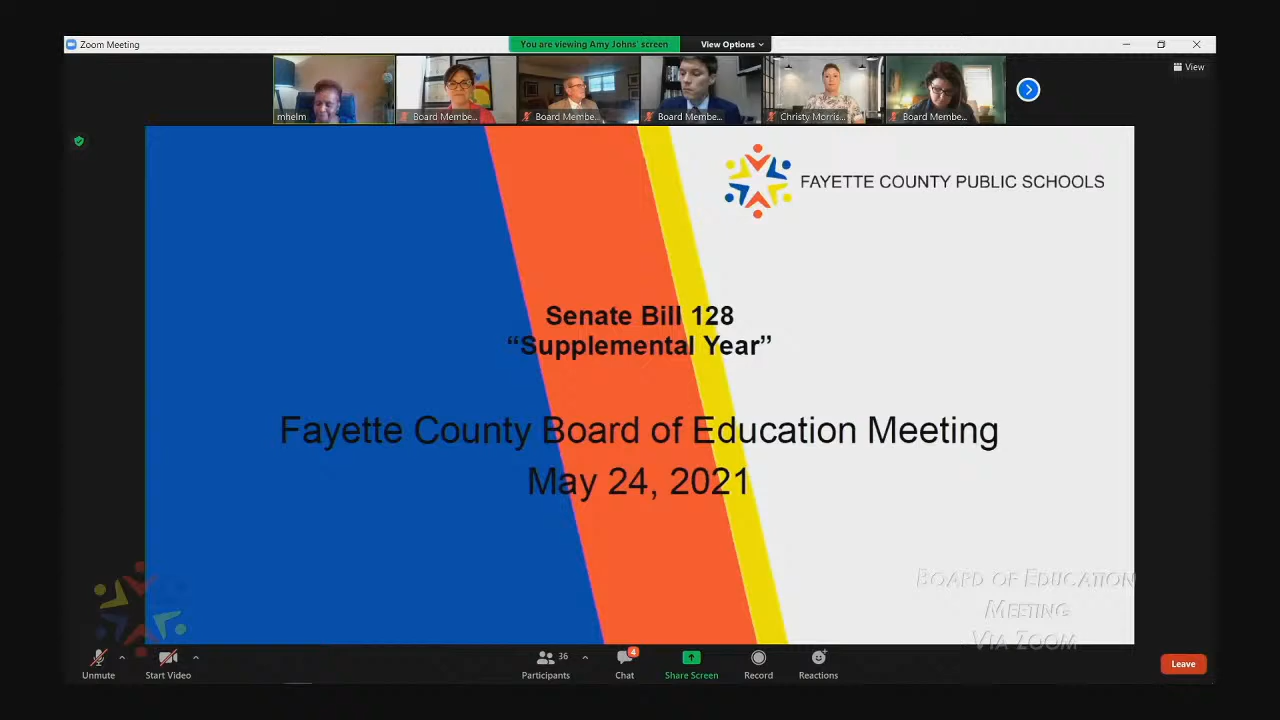 Zoom Meeting
You are viewing Amy Johns' screen
View Options
View
mhelm
Board Membe...
Board Membe...
Board Membe...
Christy Morris...
Board Membe...
FAYETTE COUNTY PUBLIC SCHOOLS
Senate Bill 128
“Supplemental Year”
Fayette County Board of Education Meeting
May 24, 2021
Board of Education
Meeting
Via Zoom
Unmute
Start Video
36
Participants
4
Chat
Share Screen
Record
Reactions
Leave